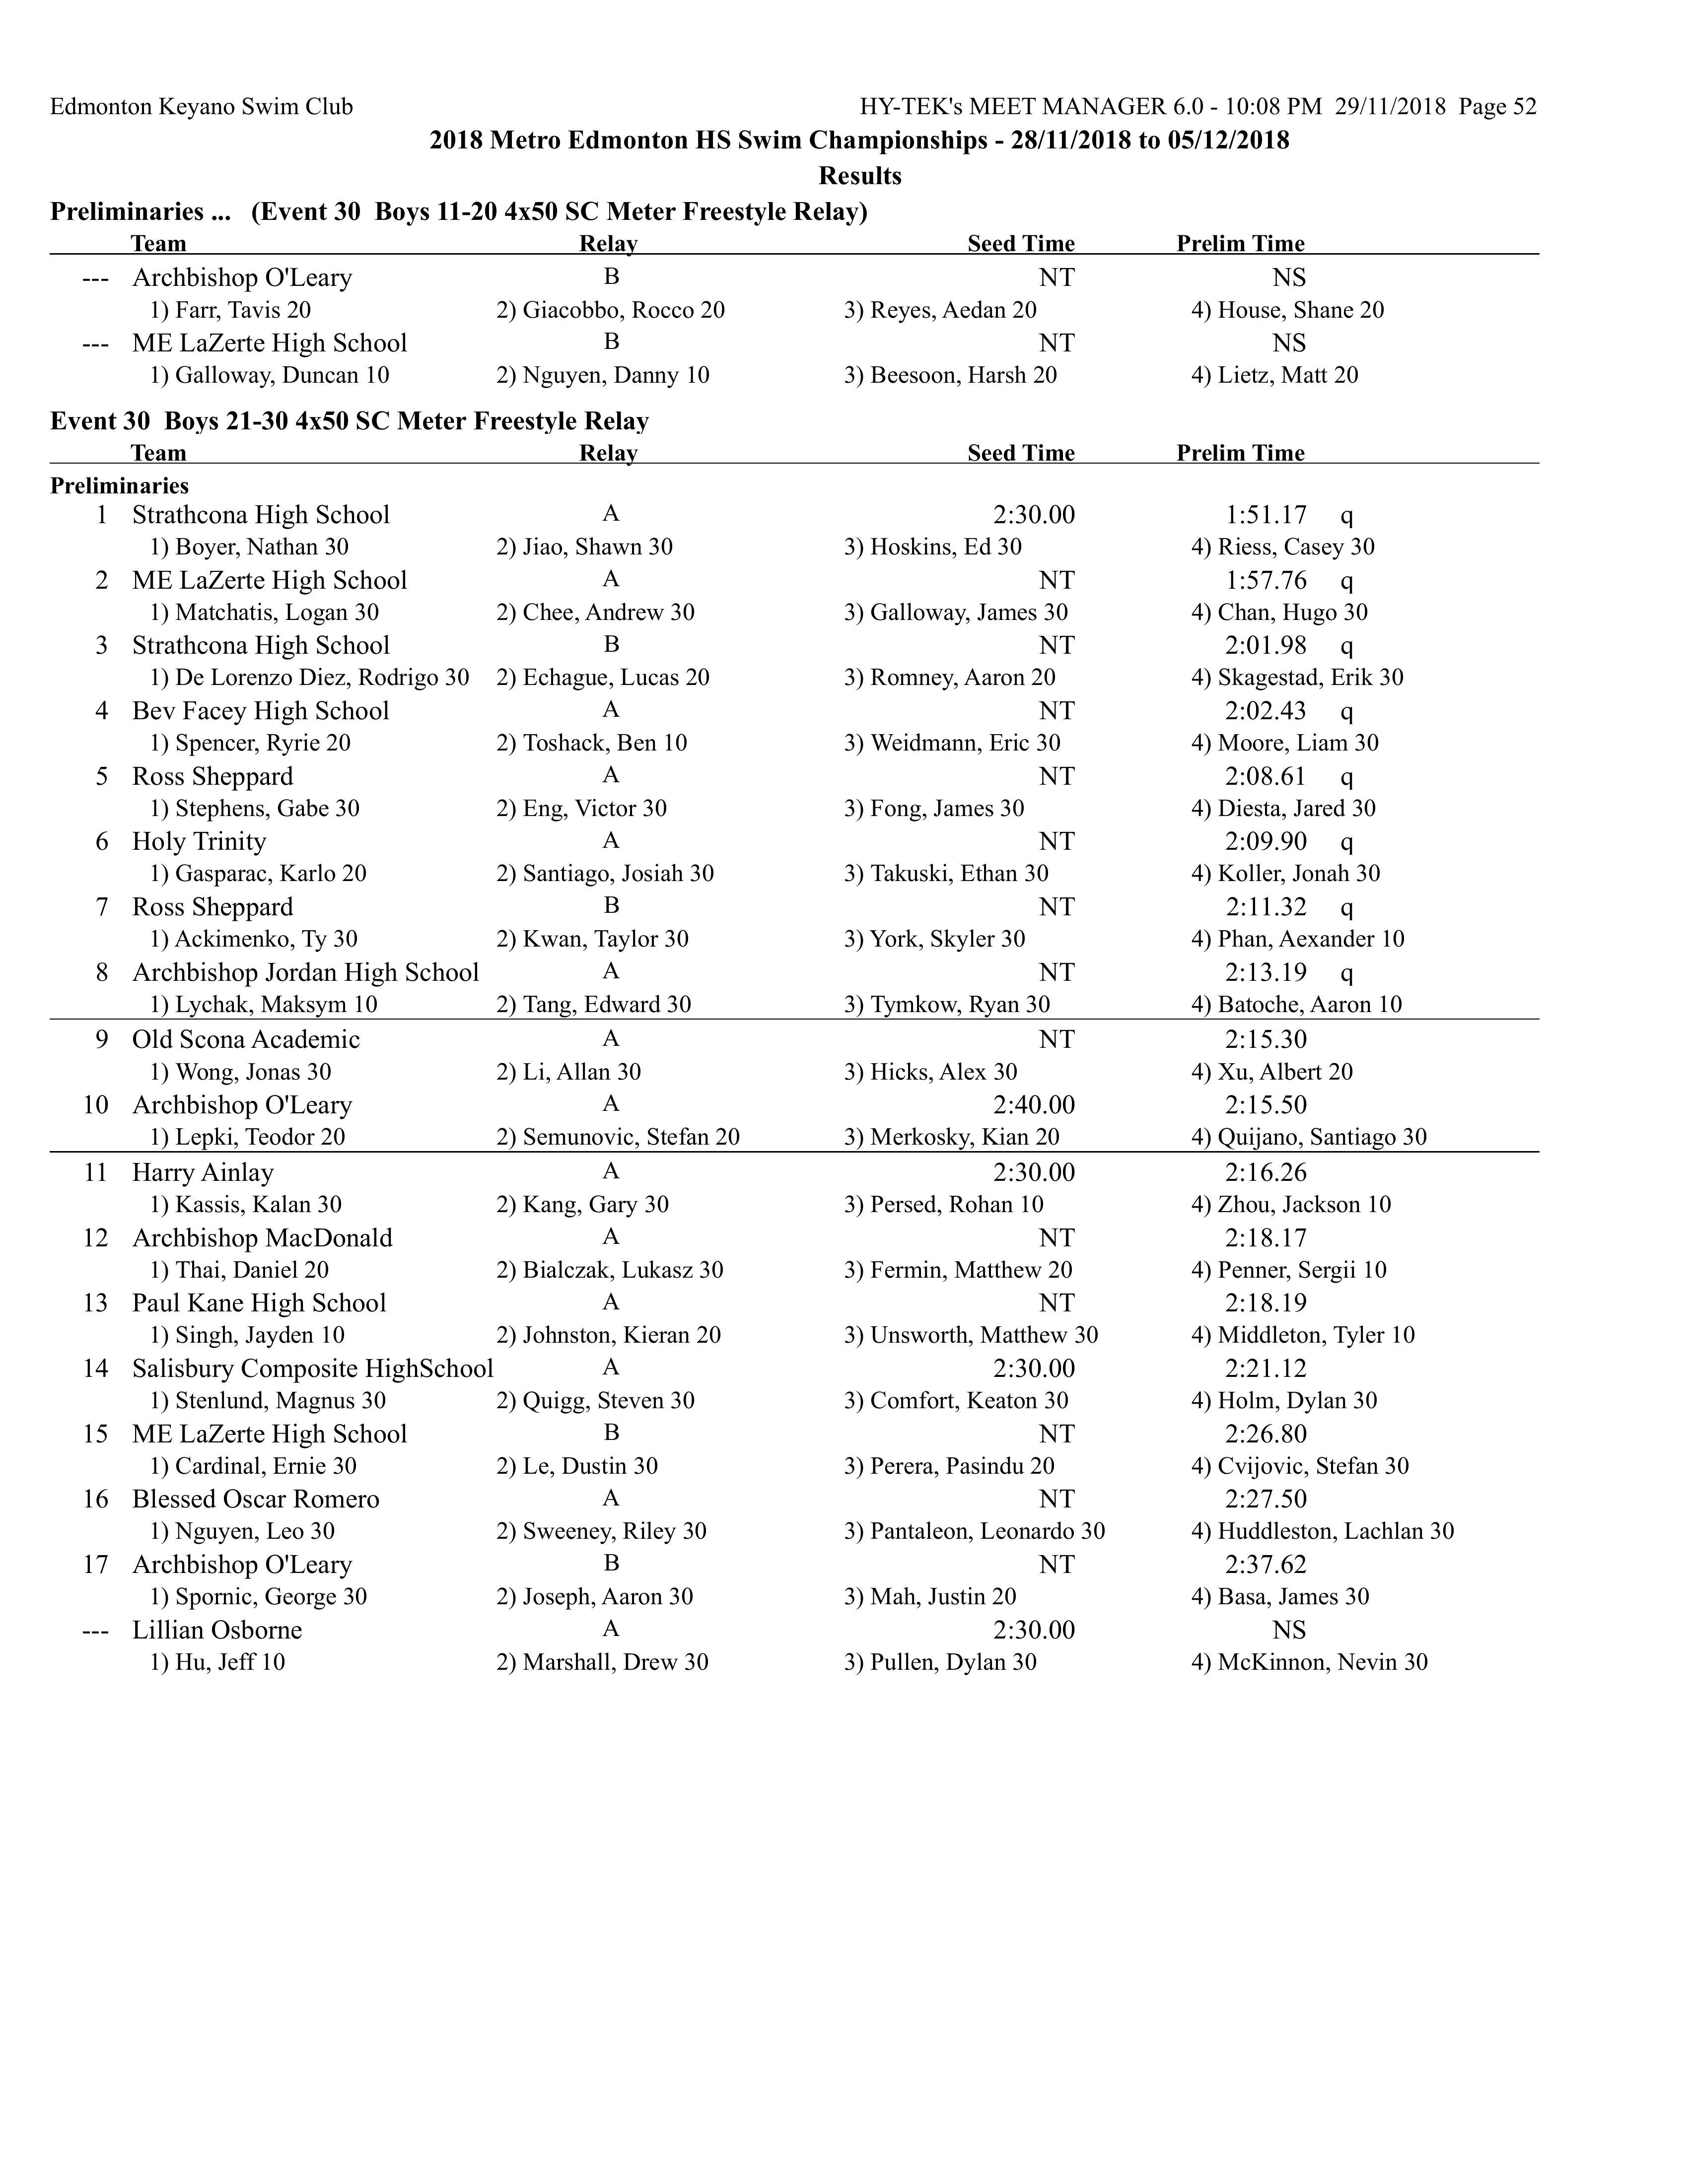 Edmonton Keyano Swim Club HY-TEK's MEET MANAGER 6.0 - 10:08 PM 29/11/2018 Page 52
2018 Metro Edmonton HS Swim Championships - 28/11/2018 to 05/12/2018
Results
Preliminaries ... (Event 30 Boys 11-20 4x50 SC Meter Freestyle Relay)
Team Relay Seed Time Prelim Time
--- Archbishop O'Leary B NT NS
1) Farr, Tavis 20 2) Giacobbo, Rocco 20 3) Reyes, Aedan 20 4) House, Shane 20
--- ME LaZerte High School B NT NS
1) Galloway, Duncan 10 2) Nguyen, Danny 10 3) Beesoon, Harsh 20 4) Lietz, Matt 20
Event 30 Boys 21-30 4x50 SC Meter Freestyle Relay
Team Relay Seed Time Prelim Time
Preliminaries
1 Strathcona High School A 2:30.00 1:51.17 q
1) Boyer, Nathan 30 2) Jiao, Shawn 30 3) Hoskins, Ed 30 4) Riess, Casey 30
2 ME LaZerte High School A NT 1:57.76 q
1) Matchatis, Logan 30 2) Chee, Andrew 30 3) Galloway, James 30 4) Chan, Hugo 30
3 Strathcona High School B NT 2:01.98 q
1) De Lorenzo Diez, Rodrigo 30 2) Echague, Lucas 20 3) Romney, Aaron 20 4) Skagestad, Erik 30
4 Bev Facey High School A NT 2:02.43 q
1) Spencer, Ryrie 20 2) Toshack, Ben 10 3) Weidmann, Eric 30 4) Moore, Liam 30
5 Ross Sheppard A NT 2:08.61 q
1) Stephens, Gabe 30 2) Eng, Victor 30 3) Fong, James 30 4) Diesta, Jared 30
6 Holy Trinity A NT 2:09.90 q
1) Gasparac, Karlo 20 2) Santiago, Josiah 30 3) Takuski, Ethan 30 4) Koller, Jonah 30
7 Ross Sheppard B NT 2:11.32 q
1) Ackimenko, Ty 30 2) Kwan, Taylor 30 3) York, Skyler 30 4) Phan, Aexander 10
8 Archbishop Jordan High School A NT 2:13.19 q
1) Lychak, Maksym 10 2) Tang, Edward 30 3) Tymkow, Ryan 30 4) Batoche, Aaron 10
9 Old Scona Academic A NT 2:15.30
1) Wong, Jonas 30 2) Li, Allan 30 3) Hicks, Alex 30 4) Xu, Albert 20
10 Archbishop O'Leary A 2:40.00 2:15.50
1) Lepki, Teodor 20 2) Semunovic, Stefan 20 3) Merkosky, Kian 20 4) Quijano, Santiago 30
11 Harry Ainlay A 2:30.00 2:16.26
1) Kassis, Kalan 30 2) Kang, Gary 30 3) Persed, Rohan 10 4) Zhou, Jackson 10
12 Archbishop MacDonald A NT 2:18.17
1) Thai, Daniel 20 2) Bialczak, Lukasz 30 3) Fermin, Matthew 20 4) Penner, Sergii 10
13 Paul Kane High School A NT 2:18.19
1) Singh, Jayden 10 2) Johnston, Kieran 20 3) Unsworth, Matthew 30 4) Middleton, Tyler 10
14 Salisbury Composite HighSchool A 2:30.00 2:21.12
1) Stenlund, Magnus 30 2) Quigg, Steven 30 3) Comfort, Keaton 30 4) Holm, Dylan 30
15 ME LaZerte High School B NT 2:26.80
1) Cardinal, Ernie 30 2) Le, Dustin 30 3) Perera, Pasindu 20 4) Cvijovic, Stefan 30
16 Blessed Oscar Romero A NT 2:27.50
1) Nguyen, Leo 30 2) Sweeney, Riley 30 3) Pantaleon, Leonardo 30 4) Huddleston, Lachlan 30
17 Archbishop O'Leary B NT 2:37.62
1) Spornic, George 30 2) Joseph, Aaron 30 3) Mah, Justin 20 4) Basa, James 30
--- Lillian Osborne A 2:30.00 NS
1) Hu, Jeff 10 2) Marshall, Drew 30 3) Pullen, Dylan 30 4) McKinnon, Nevin 30